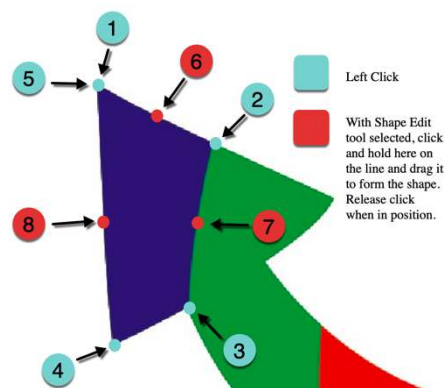 1
6
5
2
Left Click
With Shape Edit
tool selected, click
and hold here on
the line and drag it
to form the shape.
Release click
when in position.
8
7
4
3